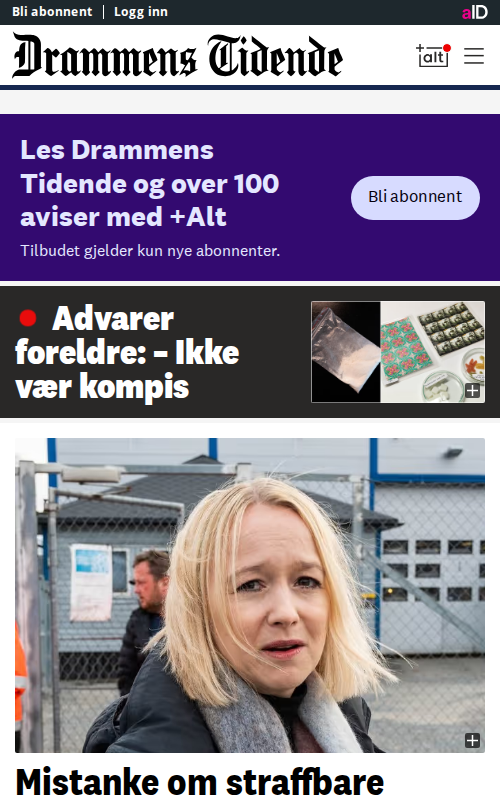 Bli abonnent | Logg inn
aID
Drammens Tidende
+alt
Les Drammens
Tidende og over 100
aviser med +Alt
Bli abonnent
Tilbudet gjelder kun nye abonnenter.
Advarer
foreldre: – Ikke
vær kompis
Mistanke om straffbare